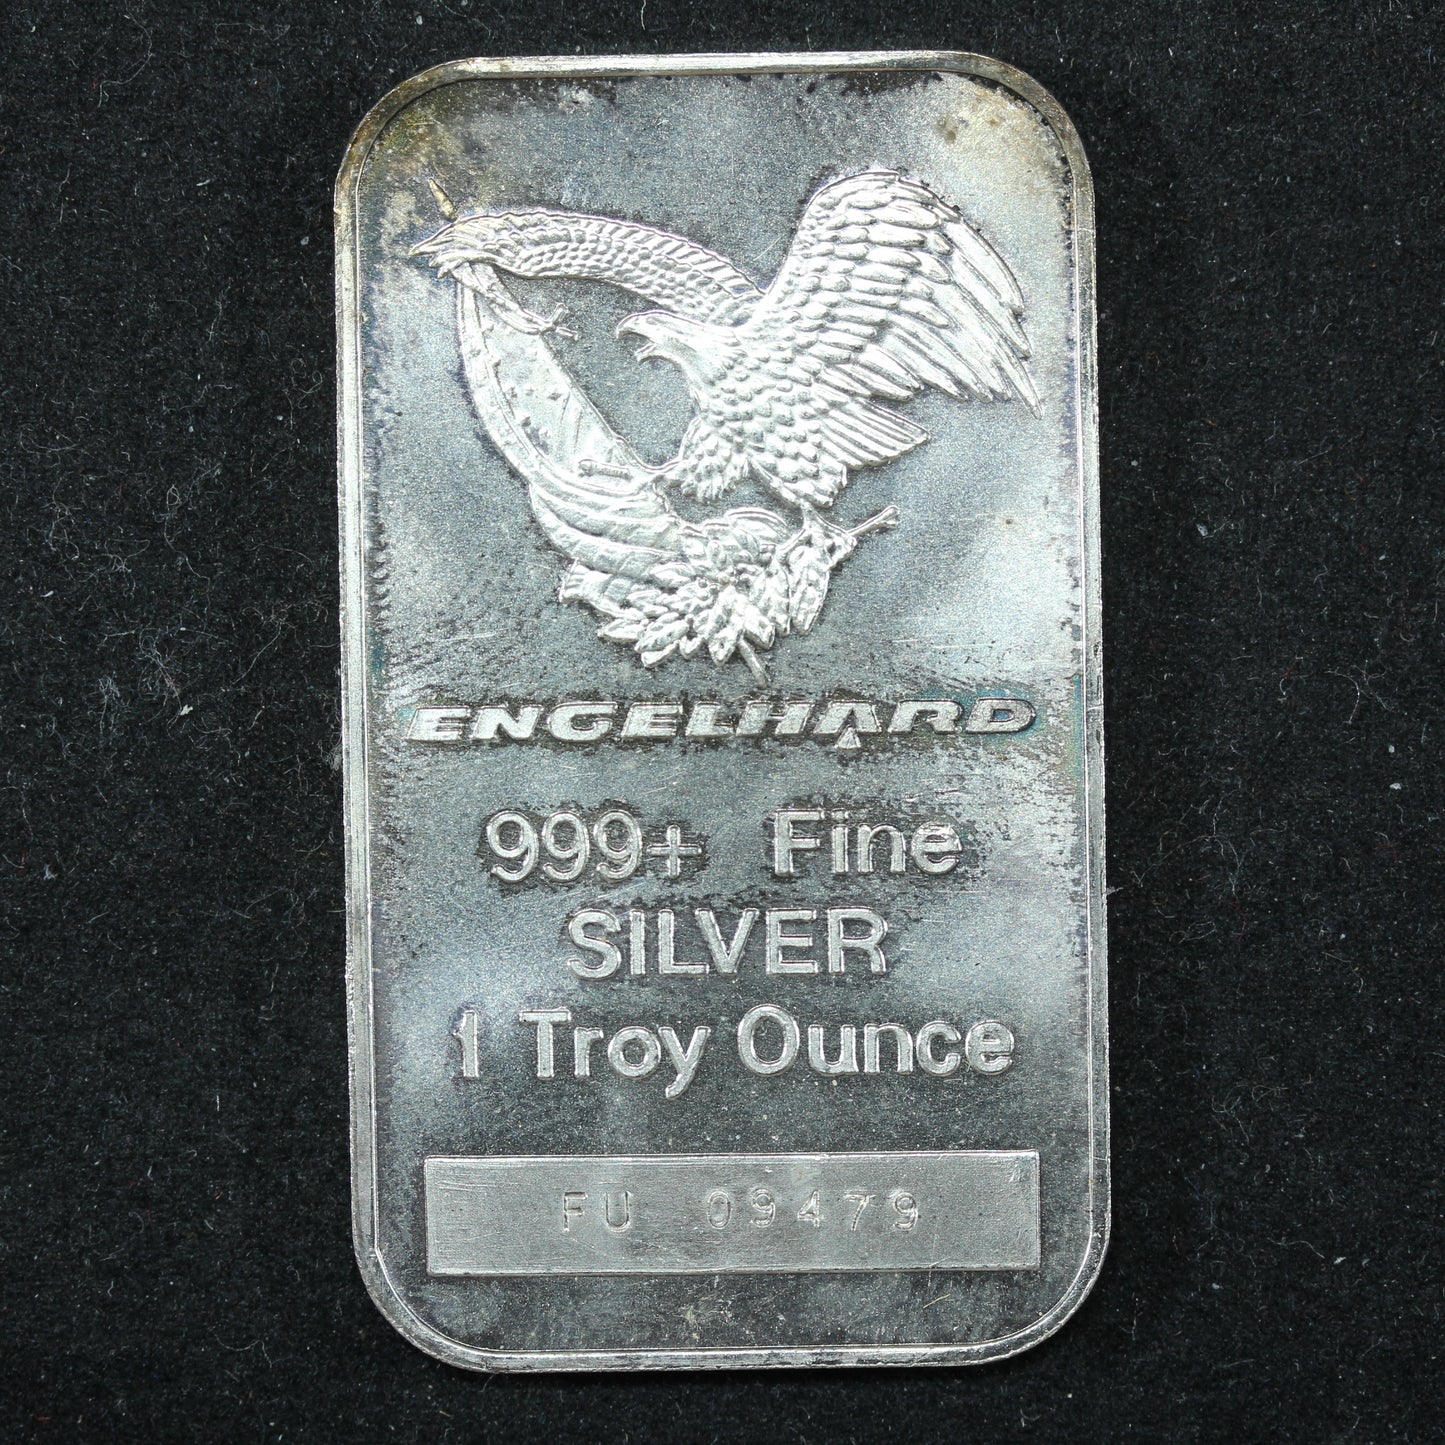 ENGELHARD
999+ Fine
SILVER
1 Troy Ounce
FU 09479